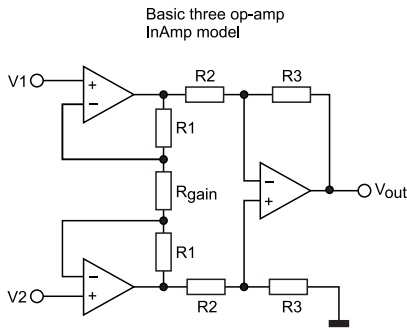 Basic three op-amp
InAmp model
V1
+
−
R2
R3
R1
Rgain
−
+
Vout
R1
−
+
V2
R2
R3